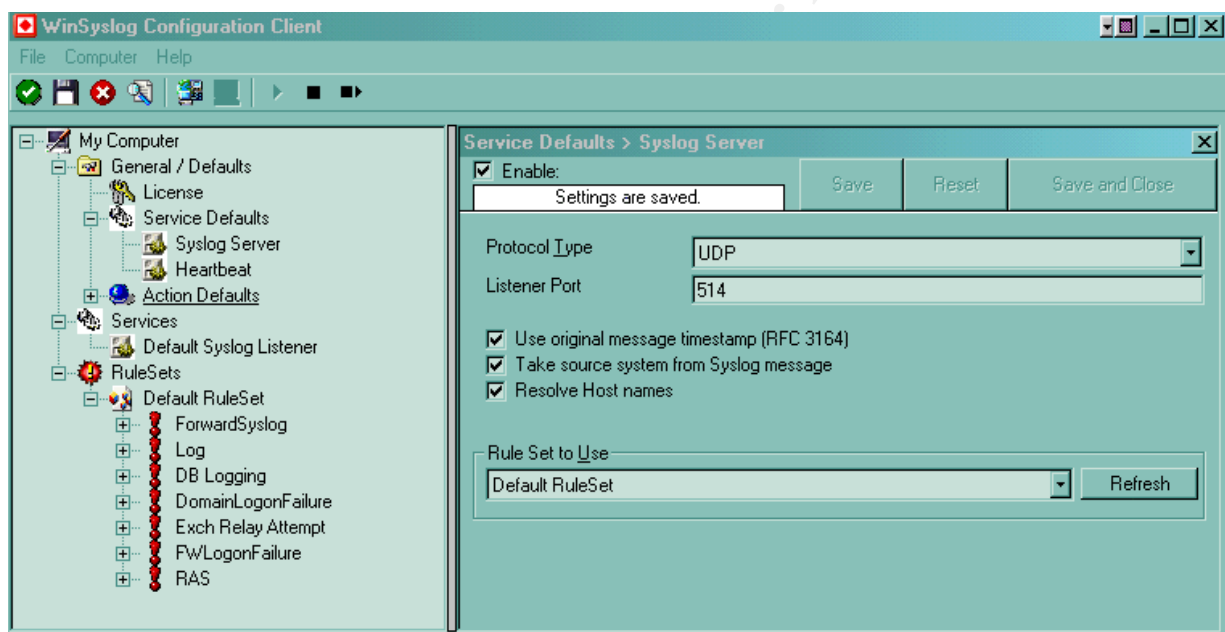 WinSyslog Configuration Client
File Computer Help
My Computer
General / Defaults
License
Service Defaults
Syslog Server
Heartbeat
Action Defaults
Services
Default Syslog Listener
RuleSets
Default RuleSet
ForwardSyslog
Log
DB Logging
DomainLogonFailure
Exch Relay Attempt
FWLogonFailure
RAS
Service Defaults > Syslog Server
Enable:
Settings are saved.
Save Reset Save and Close
Protocol Type UDP
Listener Port 514
Use original message timestamp (RFC 3164)
Take source system from Syslog message
Resolve Host names
Rule Set to Use
Default RuleSet Refresh